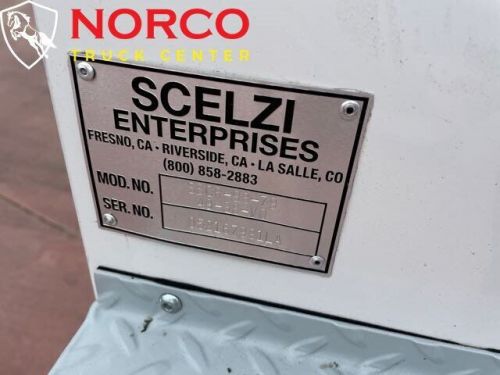 NORCO
TRUCK CENTER
SCELZI
ENTERPRISES
FRESNO, CA • RIVERSIDE, CA • LA SALLE, CO
(800) 858-2883
MOD. NO.
SER. NO.